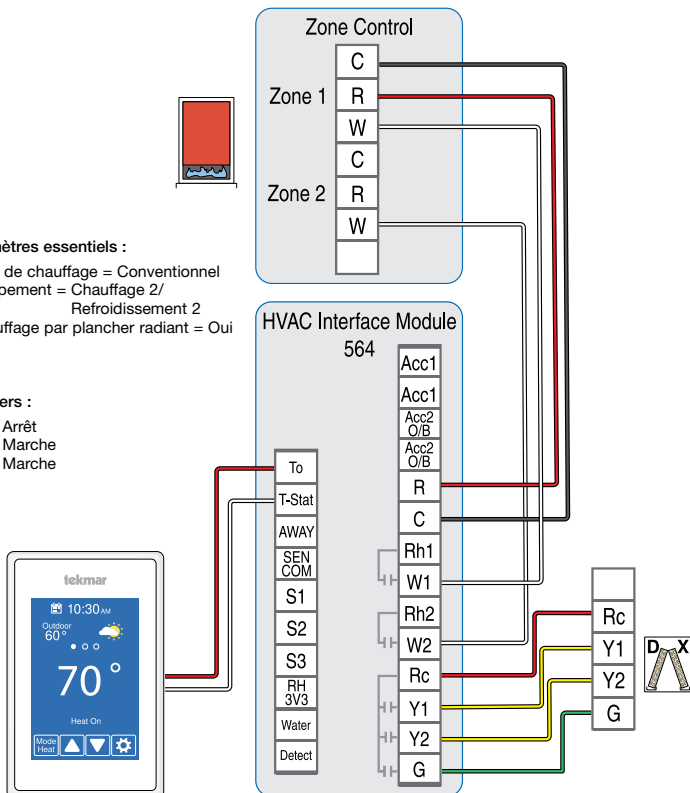 Zone Control
C
Zone 1
R
W
C
Zone 2
R
W
mètres essentiels :
de chauffage = Conventionnel
pement = Chauffage 2/
Refroidissement 2
uffage par plancher radiant = Oui
ers :
Arrêt
Marche
Marche
HVAC Interface Module
564
Acc1
Acc1
Acc2
O/B
Acc2
O/B
R
C
Rh1
W1
Rh2
W2
Rc
Y1
Y2
G
To
T-Stat
AWAY
SEN
COM
S1
S2
S3
RH
3V3
Water
Detect
tekmar
10:30 AM
Outdoor
60°
70°
Heat On
Mode
Heat
Rc
Y1
Y2
G
D X